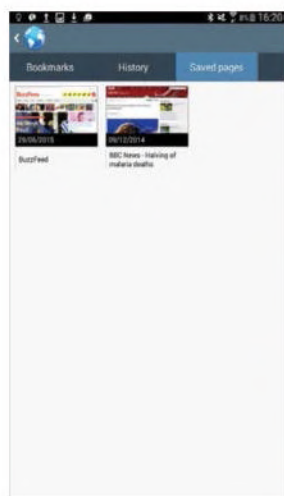 16:20
Bookmarks
History
Saved pages
BuzzFeed
29/06/2015
09/12/2014
BuzzFeed
BBC News - Halving of
malaria deaths